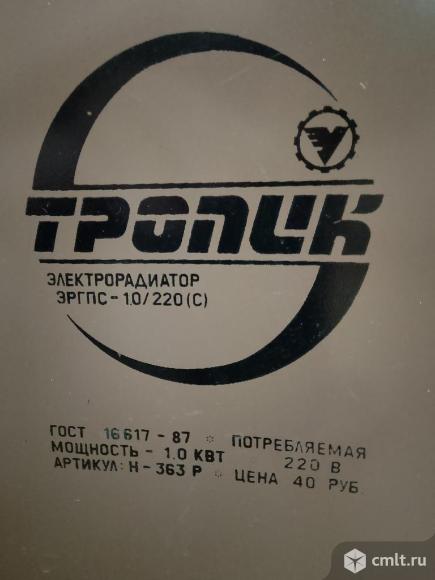 ТРОПИК
ЭЛЕКТРОРАДИАТОР
ЭРГПС-1.0/220(С)
ГОСТ 16617-87 ПОТРЕБЛЯЕМАЯ
МОЩНОСТЬ - 1.0 КВТ 220 В
АРТИКУЛ: Н-363 Р ЦЕНА 40 РУБ.
cmlt.ru